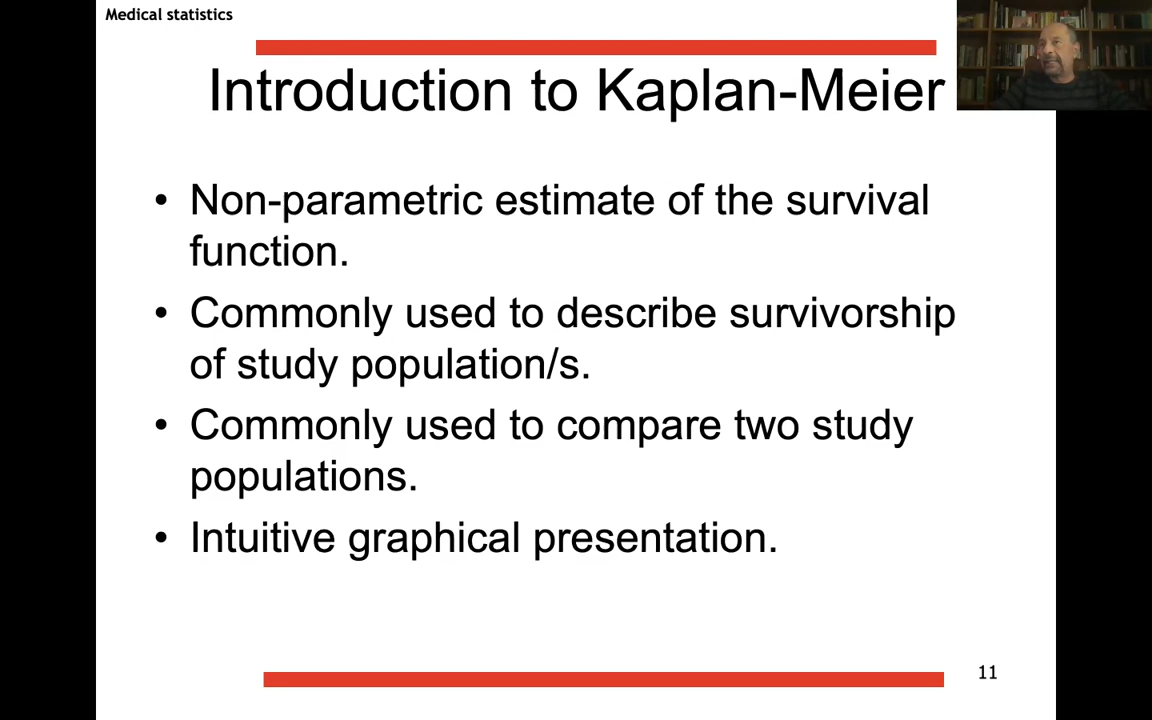 Medical statistics
Introduction to Kaplan-Meier
• Non-parametric estimate of the survival
function.
• Commonly used to describe survivorship
of study population/s.
• Commonly used to compare two study
populations.
• Intuitive graphical presentation.
11